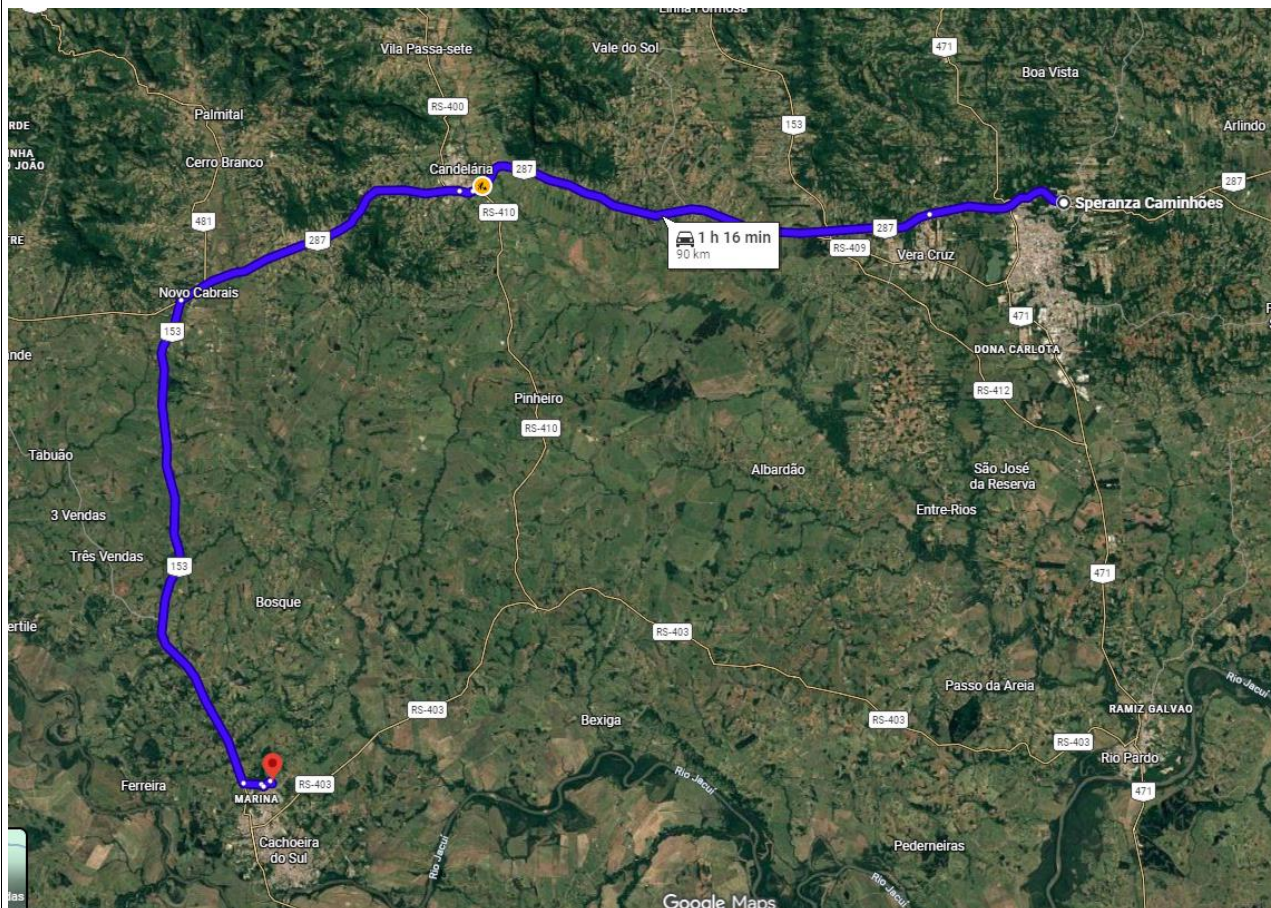 Linha Formosa
Vila Passa-sete
Vale do Sol
471
Boa Vista
RS-400
Palmital
153
Arlindo
RDE
INHA
O JOÃO
Cerro Branco
Candelária
287
287
RS-410
481
Speranza Caminhões
TRE
287
1 h 16 min
90 km
287
RS-409
Vera Cruz
Novo Cabrais
153
471
ande
DONA CARLOTA
RS-412
Pinheiro
RS-410
Tabuão
Albardão
São José
da Reserva
3 Vendas
Entre-Rios
Três Vendas
153
471
Bosque
ertile
RS-403
Passo da Areia
Rio Jacuí
RAMIZ GALVAO
RS-403
Bexiga
RS-403
RS-403
Rio Pardo
Ferreira
RS-403
MARINA
Rio Jacuí
471
Cachoeira
do Sul
Rio Jacuí
Pederneiras
Rio Jacuí
das
Google Maps